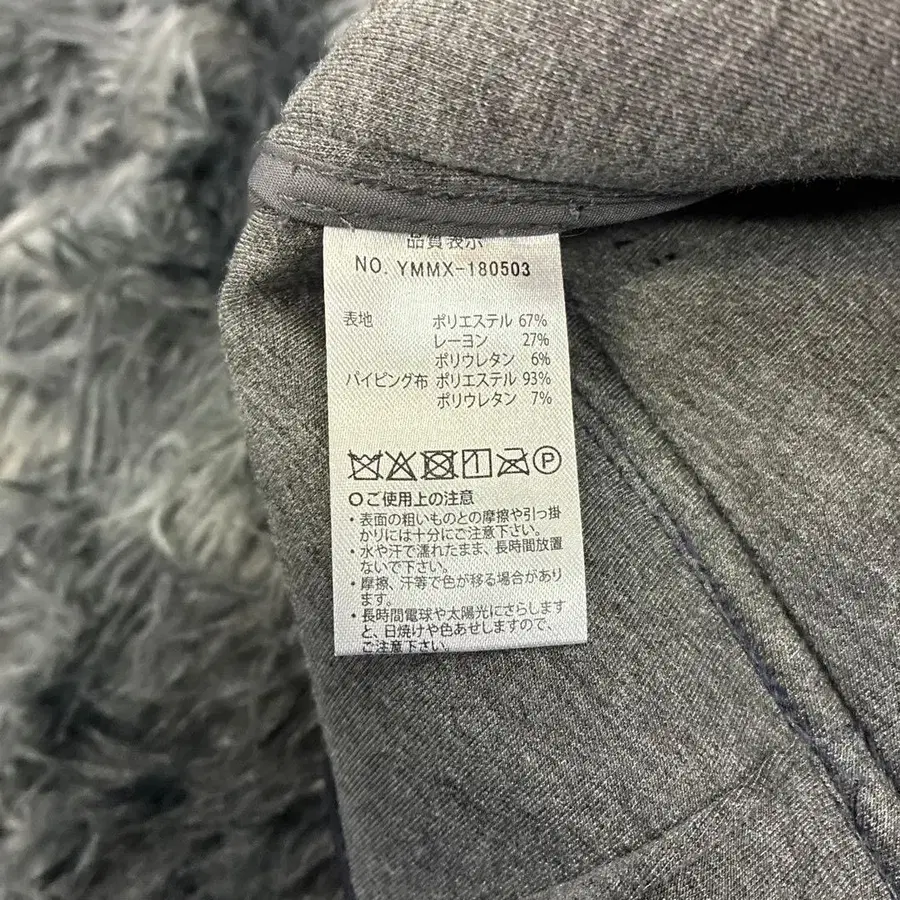 品質表示
NO. YMMX-180503
表地 ポリエステル 67%
レーヨン 27%
ポリウレタン 6%
パイピング布 ポリエステル 93%
ポリウレタン 7%
P
○ご使用上の注意
・表面の粗いものとの摩擦や引っ掛
かりには十分にご注意下さい。
・水や汗で濡れたまま、長時間放置
ないで下さい。
・摩擦、汗等で色が移る場合があり
ます。
・長時間電球や太陽光にさらします
と、日焼けや色あせしますので、
ご注意下さい。